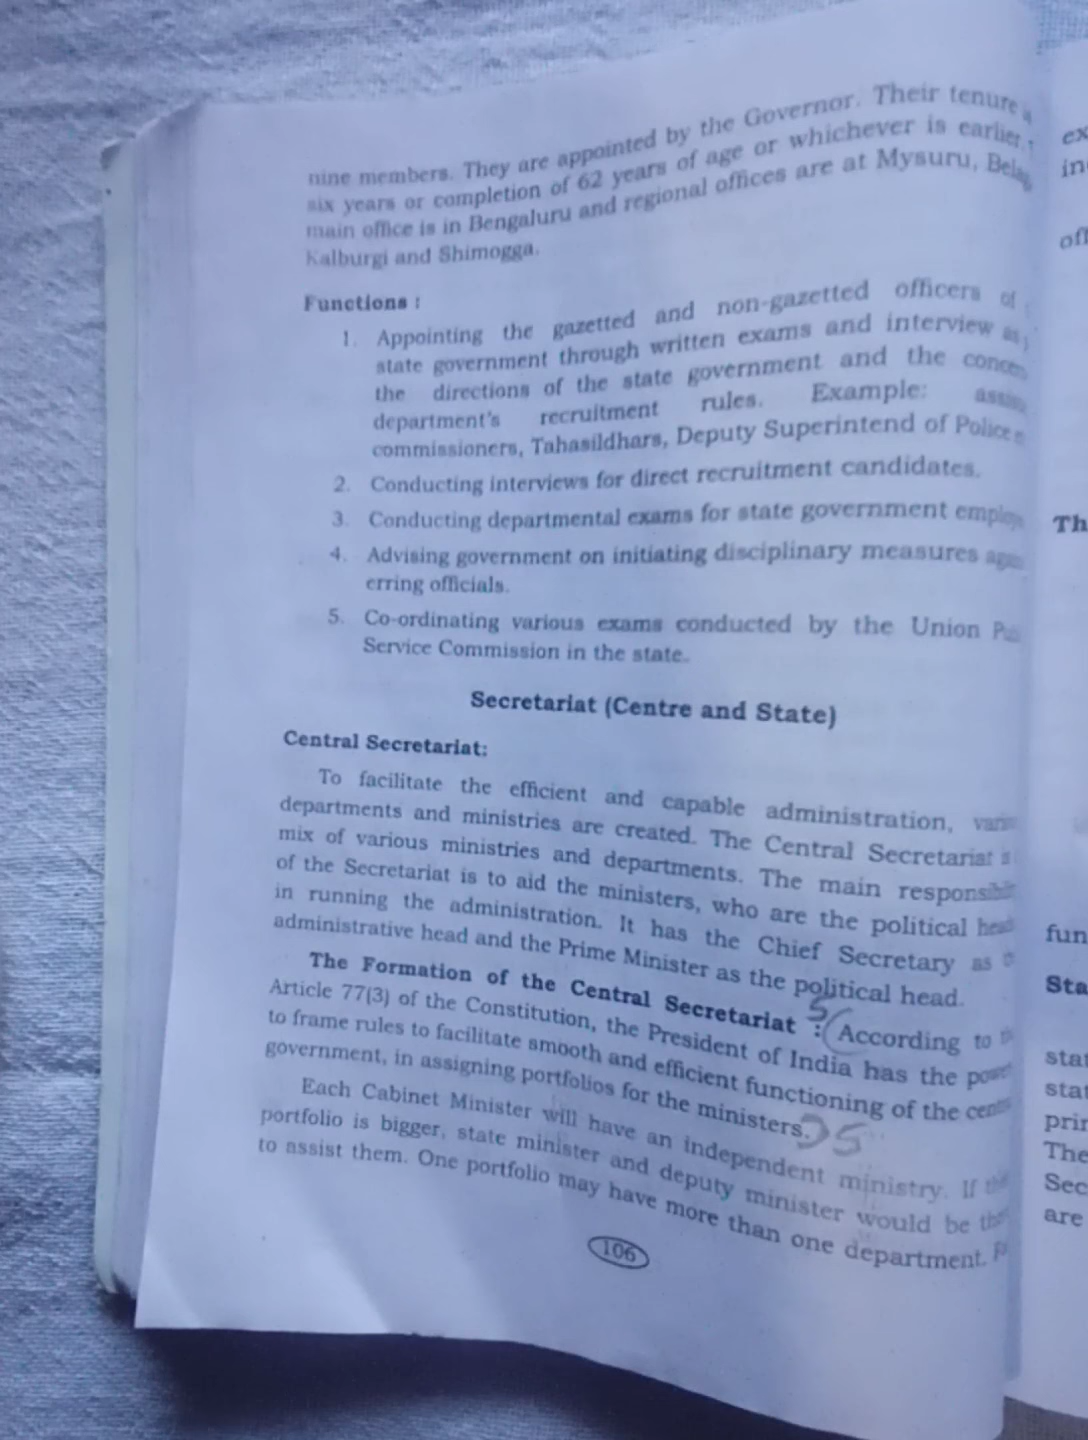 nine members. They are appointed by the Governor. Their tenure
six years or completion of 62 years of age or whichever is earlier.
main office is in Bengaluru and regional offices are at Mysuru,
Kalburgi and Shimogga.
Functions :
1. Appointing the gazetted and non-gazetted officers of
state government through written exams and interview as
the directions of the state government and the
department's recruitment rules. Example:
commissioners, Tahasildhars, Deputy Superintend of Police
2. Conducting interviews for direct recruitment candidates.
3. Conducting departmental exams for state government
4. Advising government on initiating disciplinary measures
erring officials.
5. Co-ordinating various exams conducted by the Union
Service Commission in the state.
Secretariat (Centre and State)
Central Secretariat:
To facilitate the efficient and capable administration,
departments and ministries are created. The Central Secretariat
mix of various ministries and departments. The main
of the Secretariat is to aid the ministers, who are the political
in running the administration. It has the Chief Secretary as
administrative head and the Prime Minister as the political head.
The Formation of the Central Secretariat : According to
Article 77(3) of the Constitution, the President of India has the
to frame rules to facilitate smooth and efficient functioning of the
government, in assigning portfolios for the ministers.
Each Cabinet Minister will have an independent ministry. If
portfolio is bigger, state minister and deputy minister would be
to assist them. One portfolio may have more than one department.
106
ex
in
off
Th
fun
Sta
stat
stat
prin
The
Sec
are